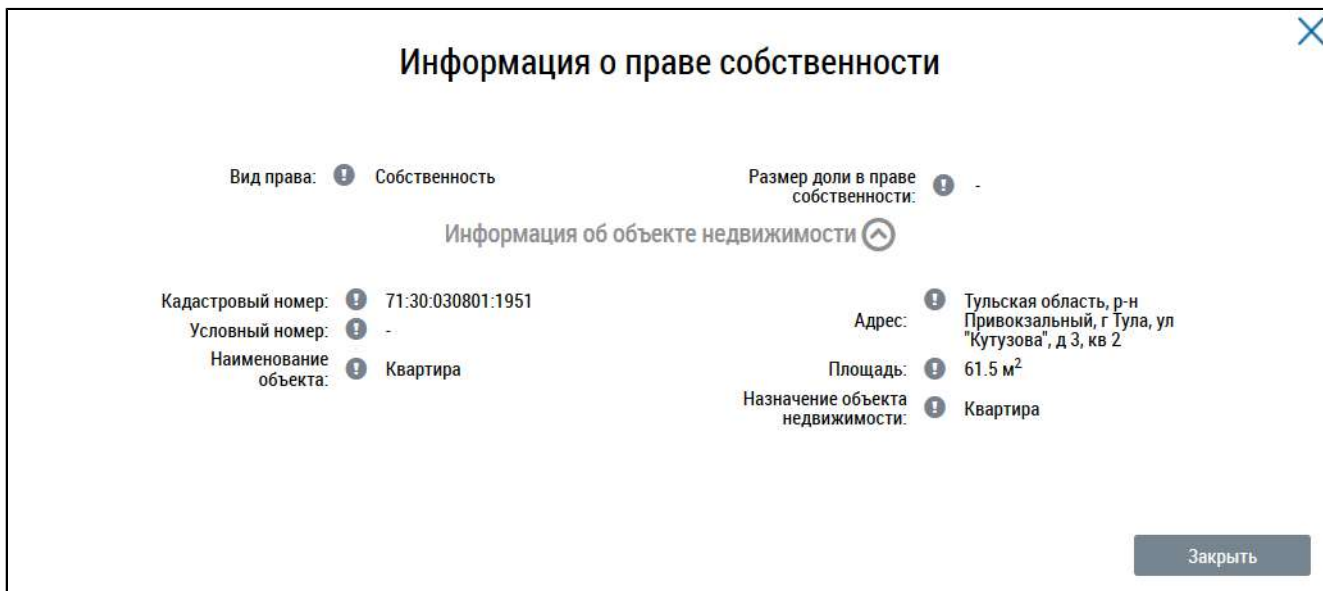 Информация о праве собственности
Вид права: Собственность
Размер доли в праве
собственности: -
Информация об объекте недвижимости
Кадастровый номер: 71:30:030801:1951
Условный номер: -
Наименование
объекта: Квартира
Адрес: Тульская область, р-н
Привокзальный, г Тула, ул
"Кутузова", д 3, кв 2
Площадь: 61.5 м²
Назначение объекта
недвижимости: Квартира
Закрыть